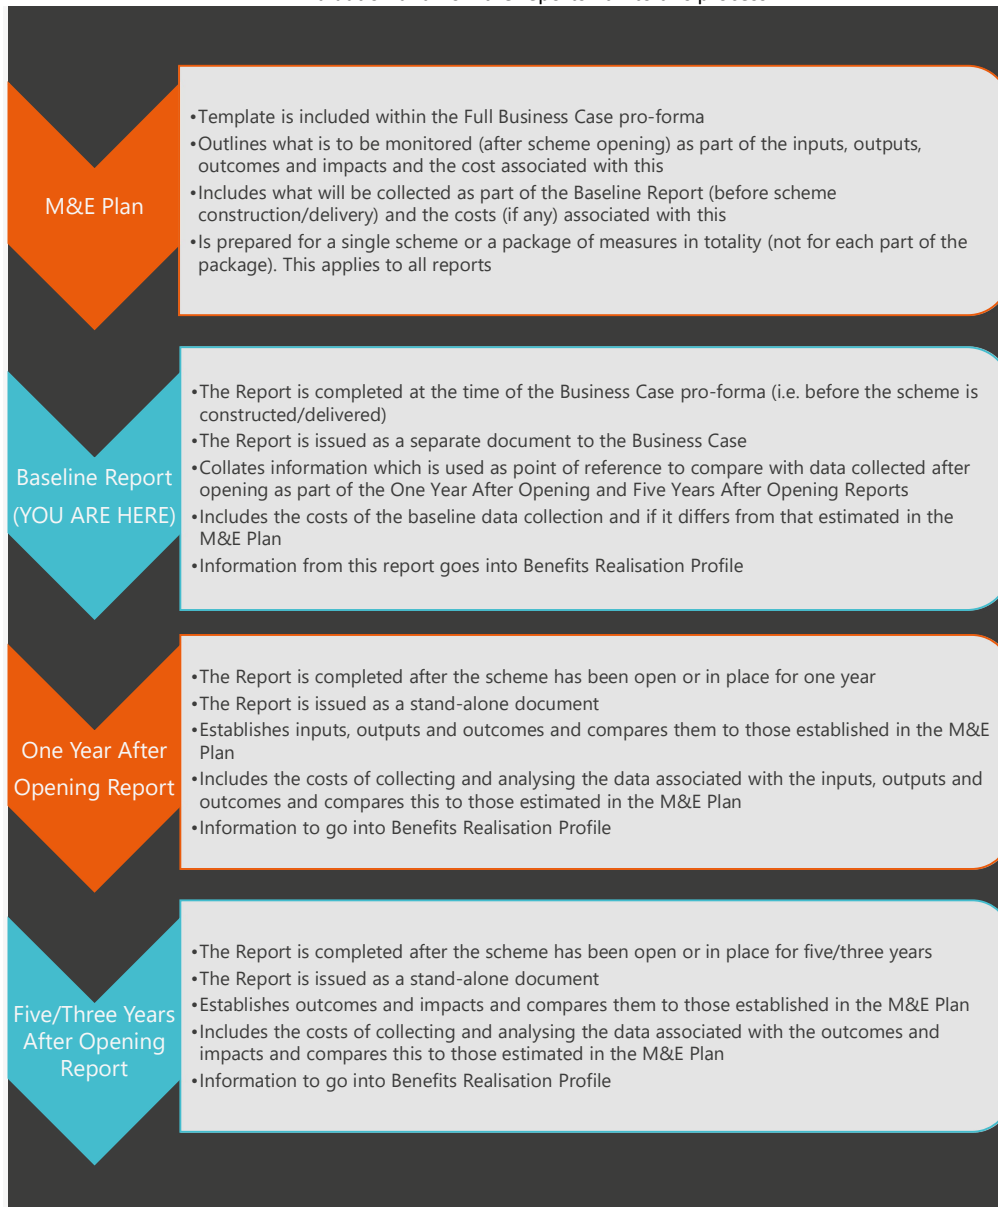 M&E Plan
•Template is included within the Full Business Case pro-forma
•Outlines what is to be monitored (after scheme opening) as part of the inputs, outputs,
outcomes and impacts and the cost associated with this
•Includes what will be collected as part of the Baseline Report (before scheme
construction/delivery) and the costs (if any) associated with this
•Is prepared for a single scheme or a package of measures in totality (not for each part of the
package). This applies to all reports
Baseline Report
(YOU ARE HERE)
•The Report is completed at the time of the Business Case pro-forma (i.e. before the scheme is
constructed/delivered)
•The Report is issued as a separate document to the Business Case
•Collates information which is used as point of reference to compare with data collected after
opening as part of the One Year After Opening and Five Years After Opening Reports
•Includes the costs of the baseline data collection and if it differs from that estimated in the
M&E Plan
•Information from this report goes into Benefits Realisation Profile
One Year After
Opening Report
•The Report is completed after the scheme has been open or in place for one year
•The Report is issued as a stand-alone document
•Establishes inputs, outputs and outcomes and compares them to those established in the M&E
Plan
•Includes the costs of collecting and analysing the data associated with the inputs, outputs and
outcomes and compares this to those estimated in the M&E Plan
•Information to go into Benefits Realisation Profile
Five/Three Years
After Opening
Report
•The Report is completed after the scheme has been open or in place for five/three years
•The Report is issued as a stand-alone document
•Establishes outcomes and impacts and compares them to those established in the M&E Plan
•Includes the costs of collecting and analysing the data associated with the outcomes and
impacts and compares this to those estimated in the M&E Plan
•Information to go into Benefits Realisation Profile